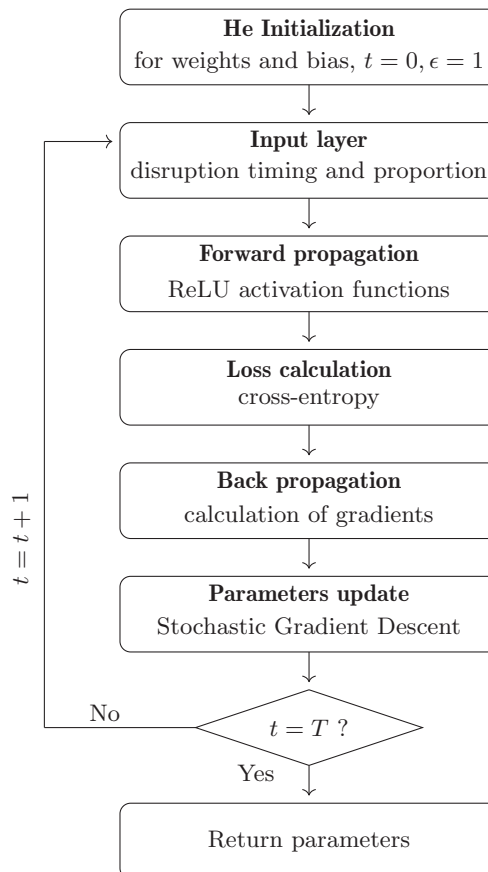 He Initialization
for weights and bias, t = 0, ϵ = 1
Input layer
disruption timing and proportion
Forward propagation
ReLU activation functions
Loss calculation
cross-entropy
Back propagation
calculation of gradients
t = t + 1
Parameters update
Stochastic Gradient Descent
No
t = T ?
Yes
Return parameters